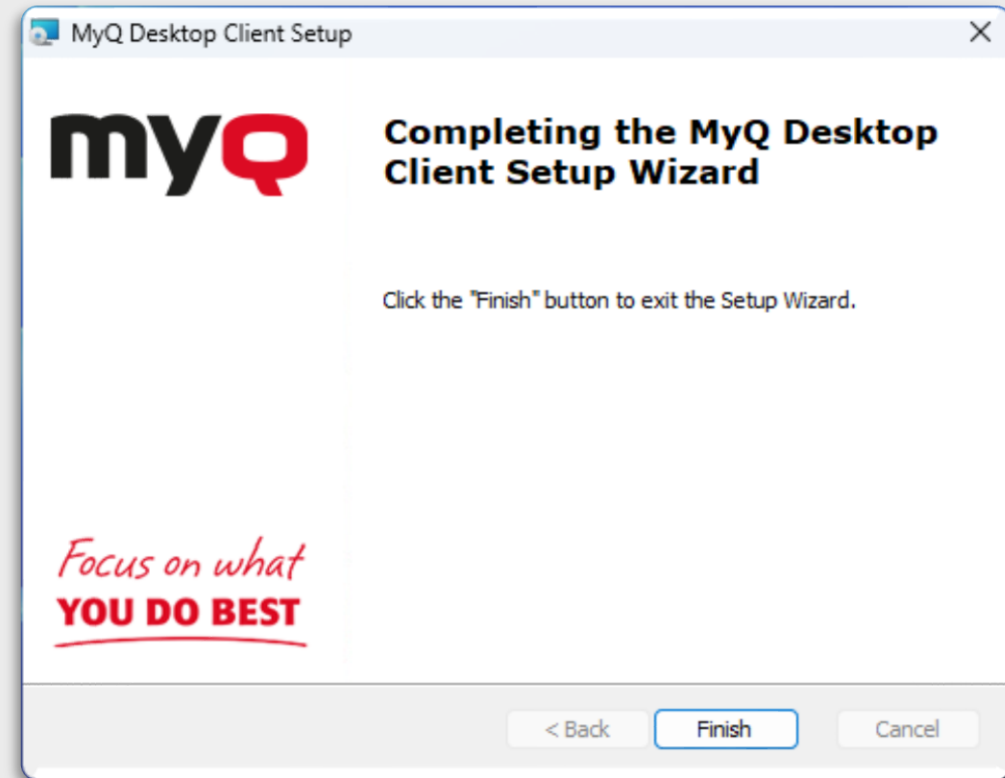 MyQ Desktop Client Setup
myQ
Completing the MyQ Desktop
Client Setup Wizard
Click the "Finish" button to exit the Setup Wizard.
Focus on what
YOU DO BEST
< Back
Finish
Cancel